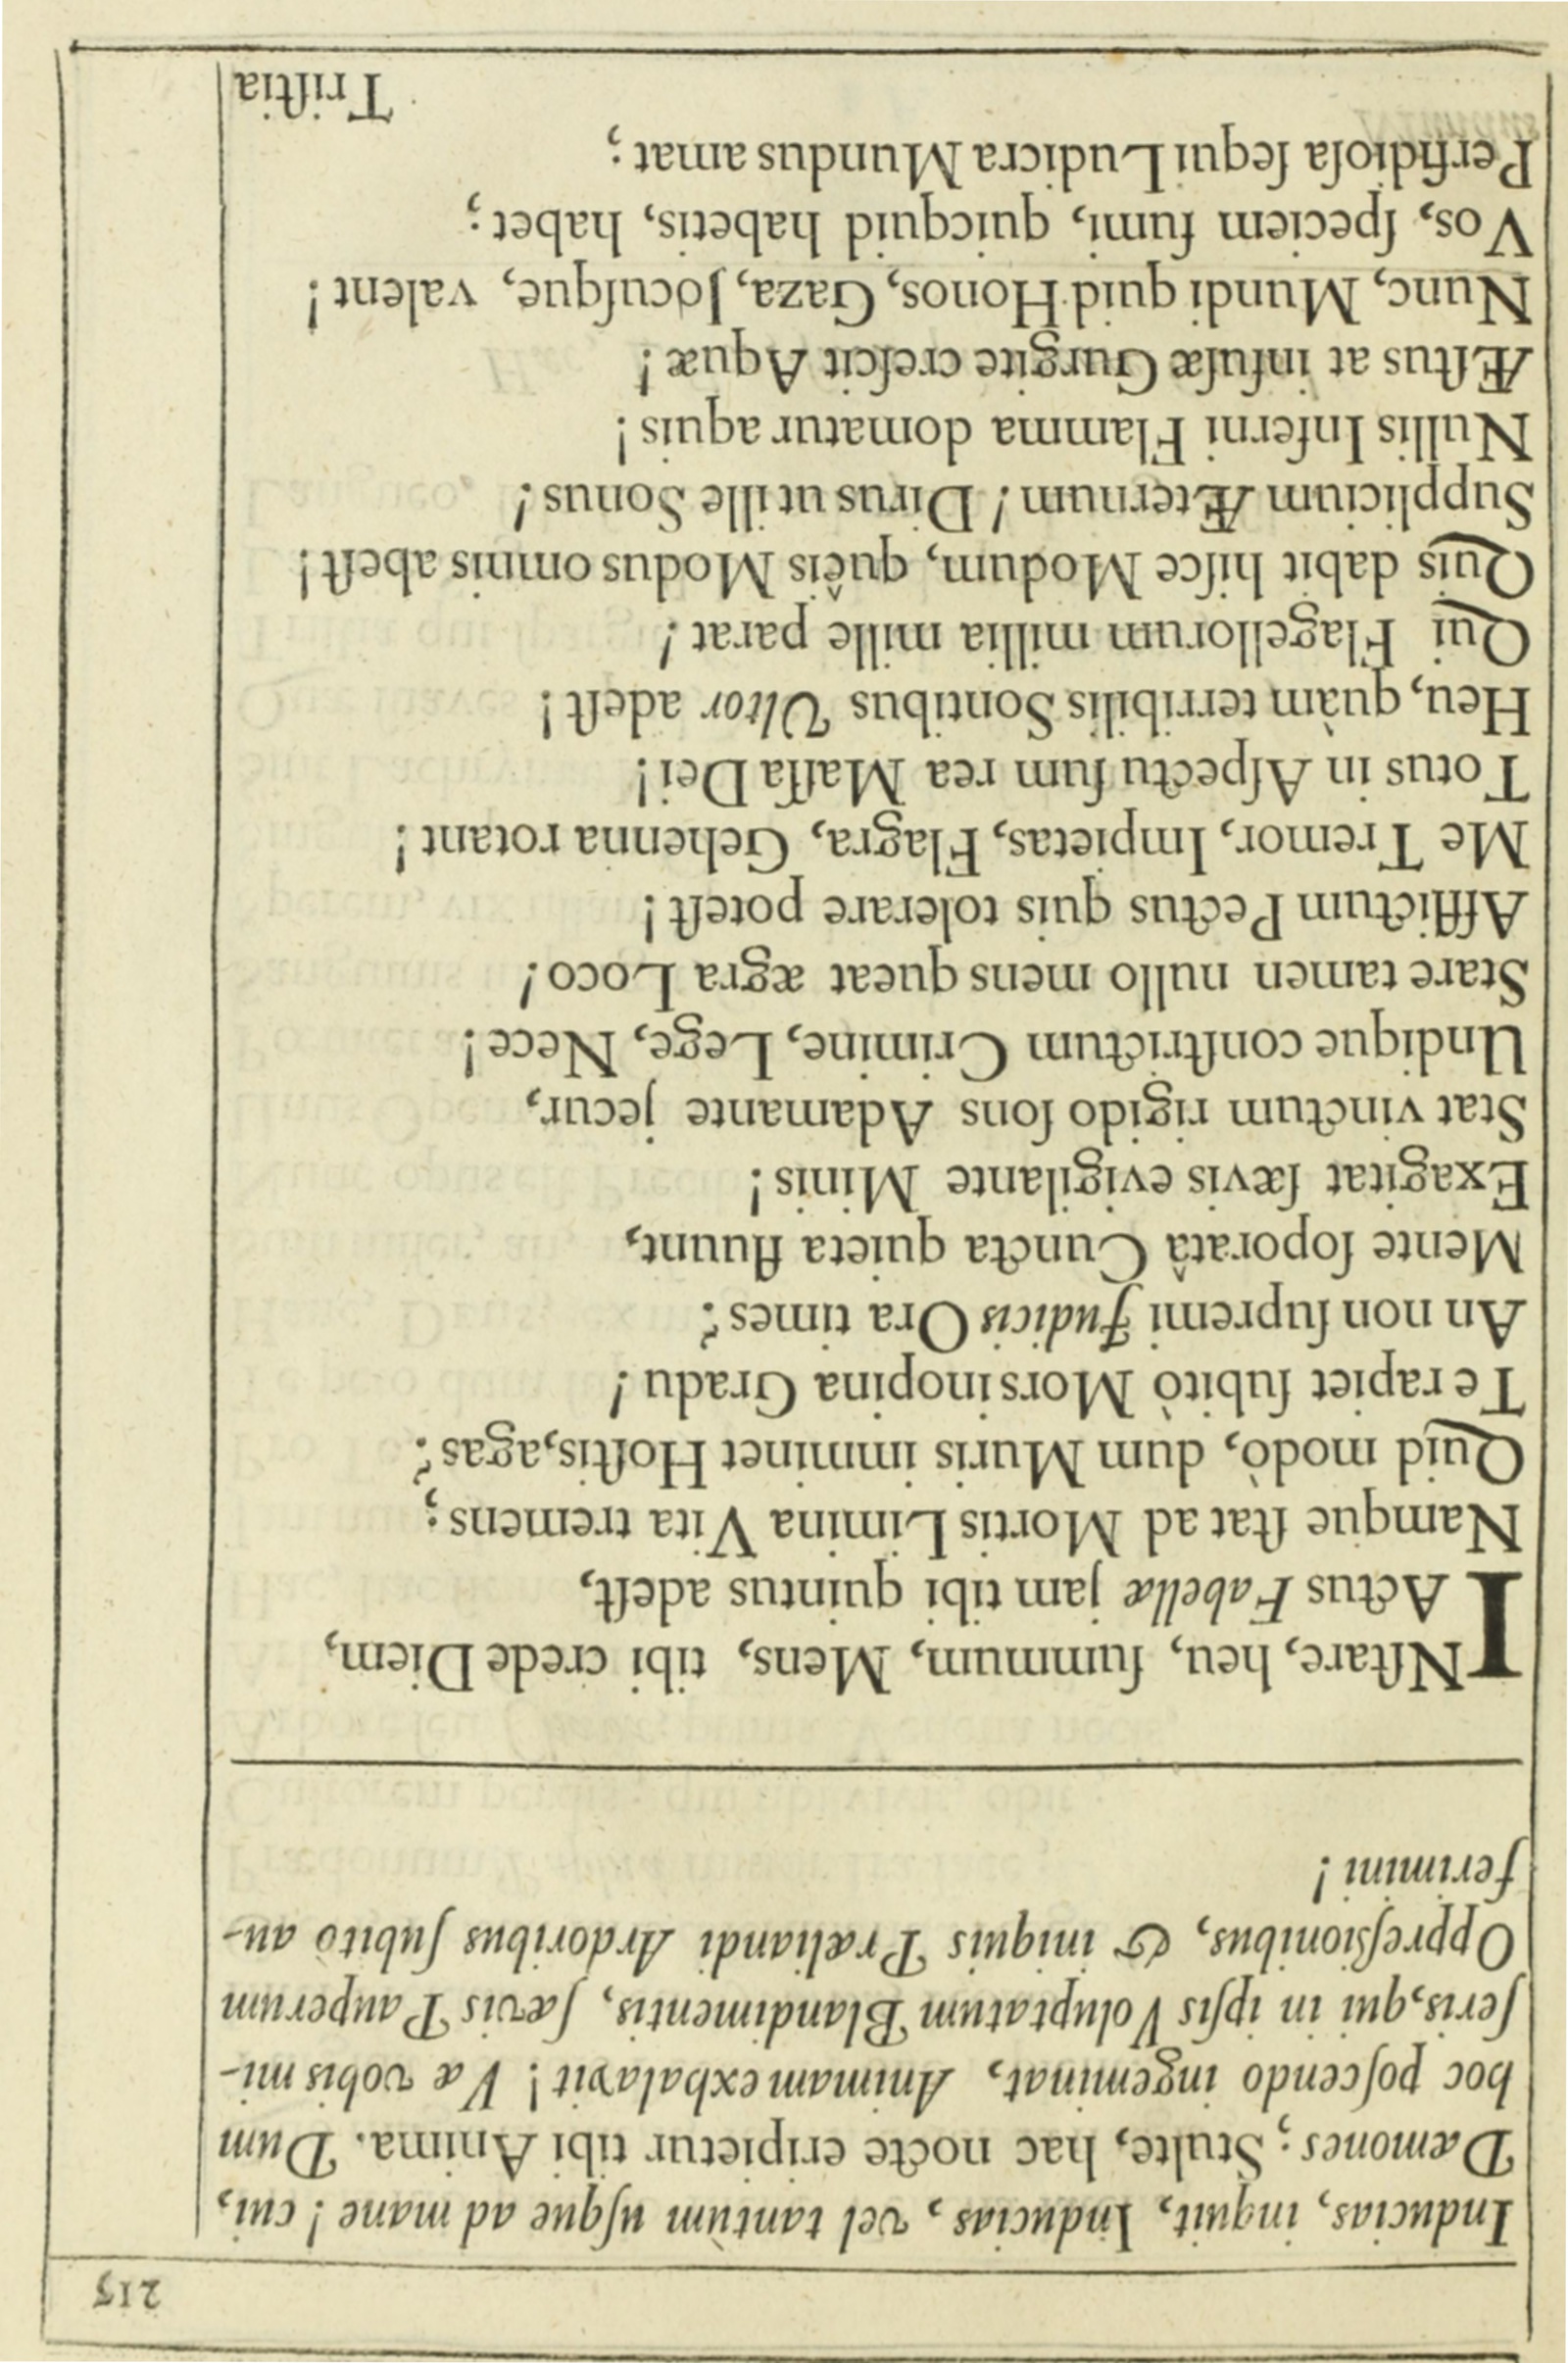 215
Inducias, inquit, Inducias, vel tantùm uſque ad mane! cui,
Dæmones; Stulte, hac nocte eripietur tibi Anima. Dum
hoc poſcendo ingeminat, Animam exhalavit! Væ vobis mi-
ſeris, qui in ipſis Voluptatum Blandimentis, ſævis Pauperum
Oppreſsionibus, & iniquis Præliandi Ardoribus ſubitò au-
ferimini!
INſtare, heu, ſummum, Mens, tibi crede Diem,
Actus Fabellæ jam tibi quintus adeſt,
Namque ſtat ad Mortis Limina Vita tremens;
Quid modò, dum Muris imminet Hoſtis, agas?
Te rapiet ſubitò Mors inopina Gradu!
An non ſupremi Judicis Ora times?
Mente ſoporatâ Cuncta quieta fluunt,
Exagitat ſævis evigilante Minis!
Stat vinctum rigido ſons Adamante jecur,
Undique conſtrictum Crimine, Lege, Nece!
Stare tamen nullo mens queat ægra Loco!
Afflictum Pectus quis tolerare poteſt!
Me Tremor, Impietas, Flagra, Gehenna rotant!
Totus in Aſpectu ſum rea Maſſa Dei!
Heu, quàm terribilis Sontibus Ultor adeſt!
Qui Flagellorum millia mille parat!
Quis dabit hiſce Modum, quêis Modus omnis abeſt!
Supplicium Æternum! Dirus ut ille Sonus!
Nullis Inferni Flamma domatur aquis!
Æſtus at infuſæ Gurgite creſcit Aquæ!
Nunc, Mundi quid Honos, Gaza, Jocuſque, valent!
Vos, ſpeciem fumi, quicquid habetis, habet;
Perfidioſa ſequi Ludicra Mundus amat;
Triſtia